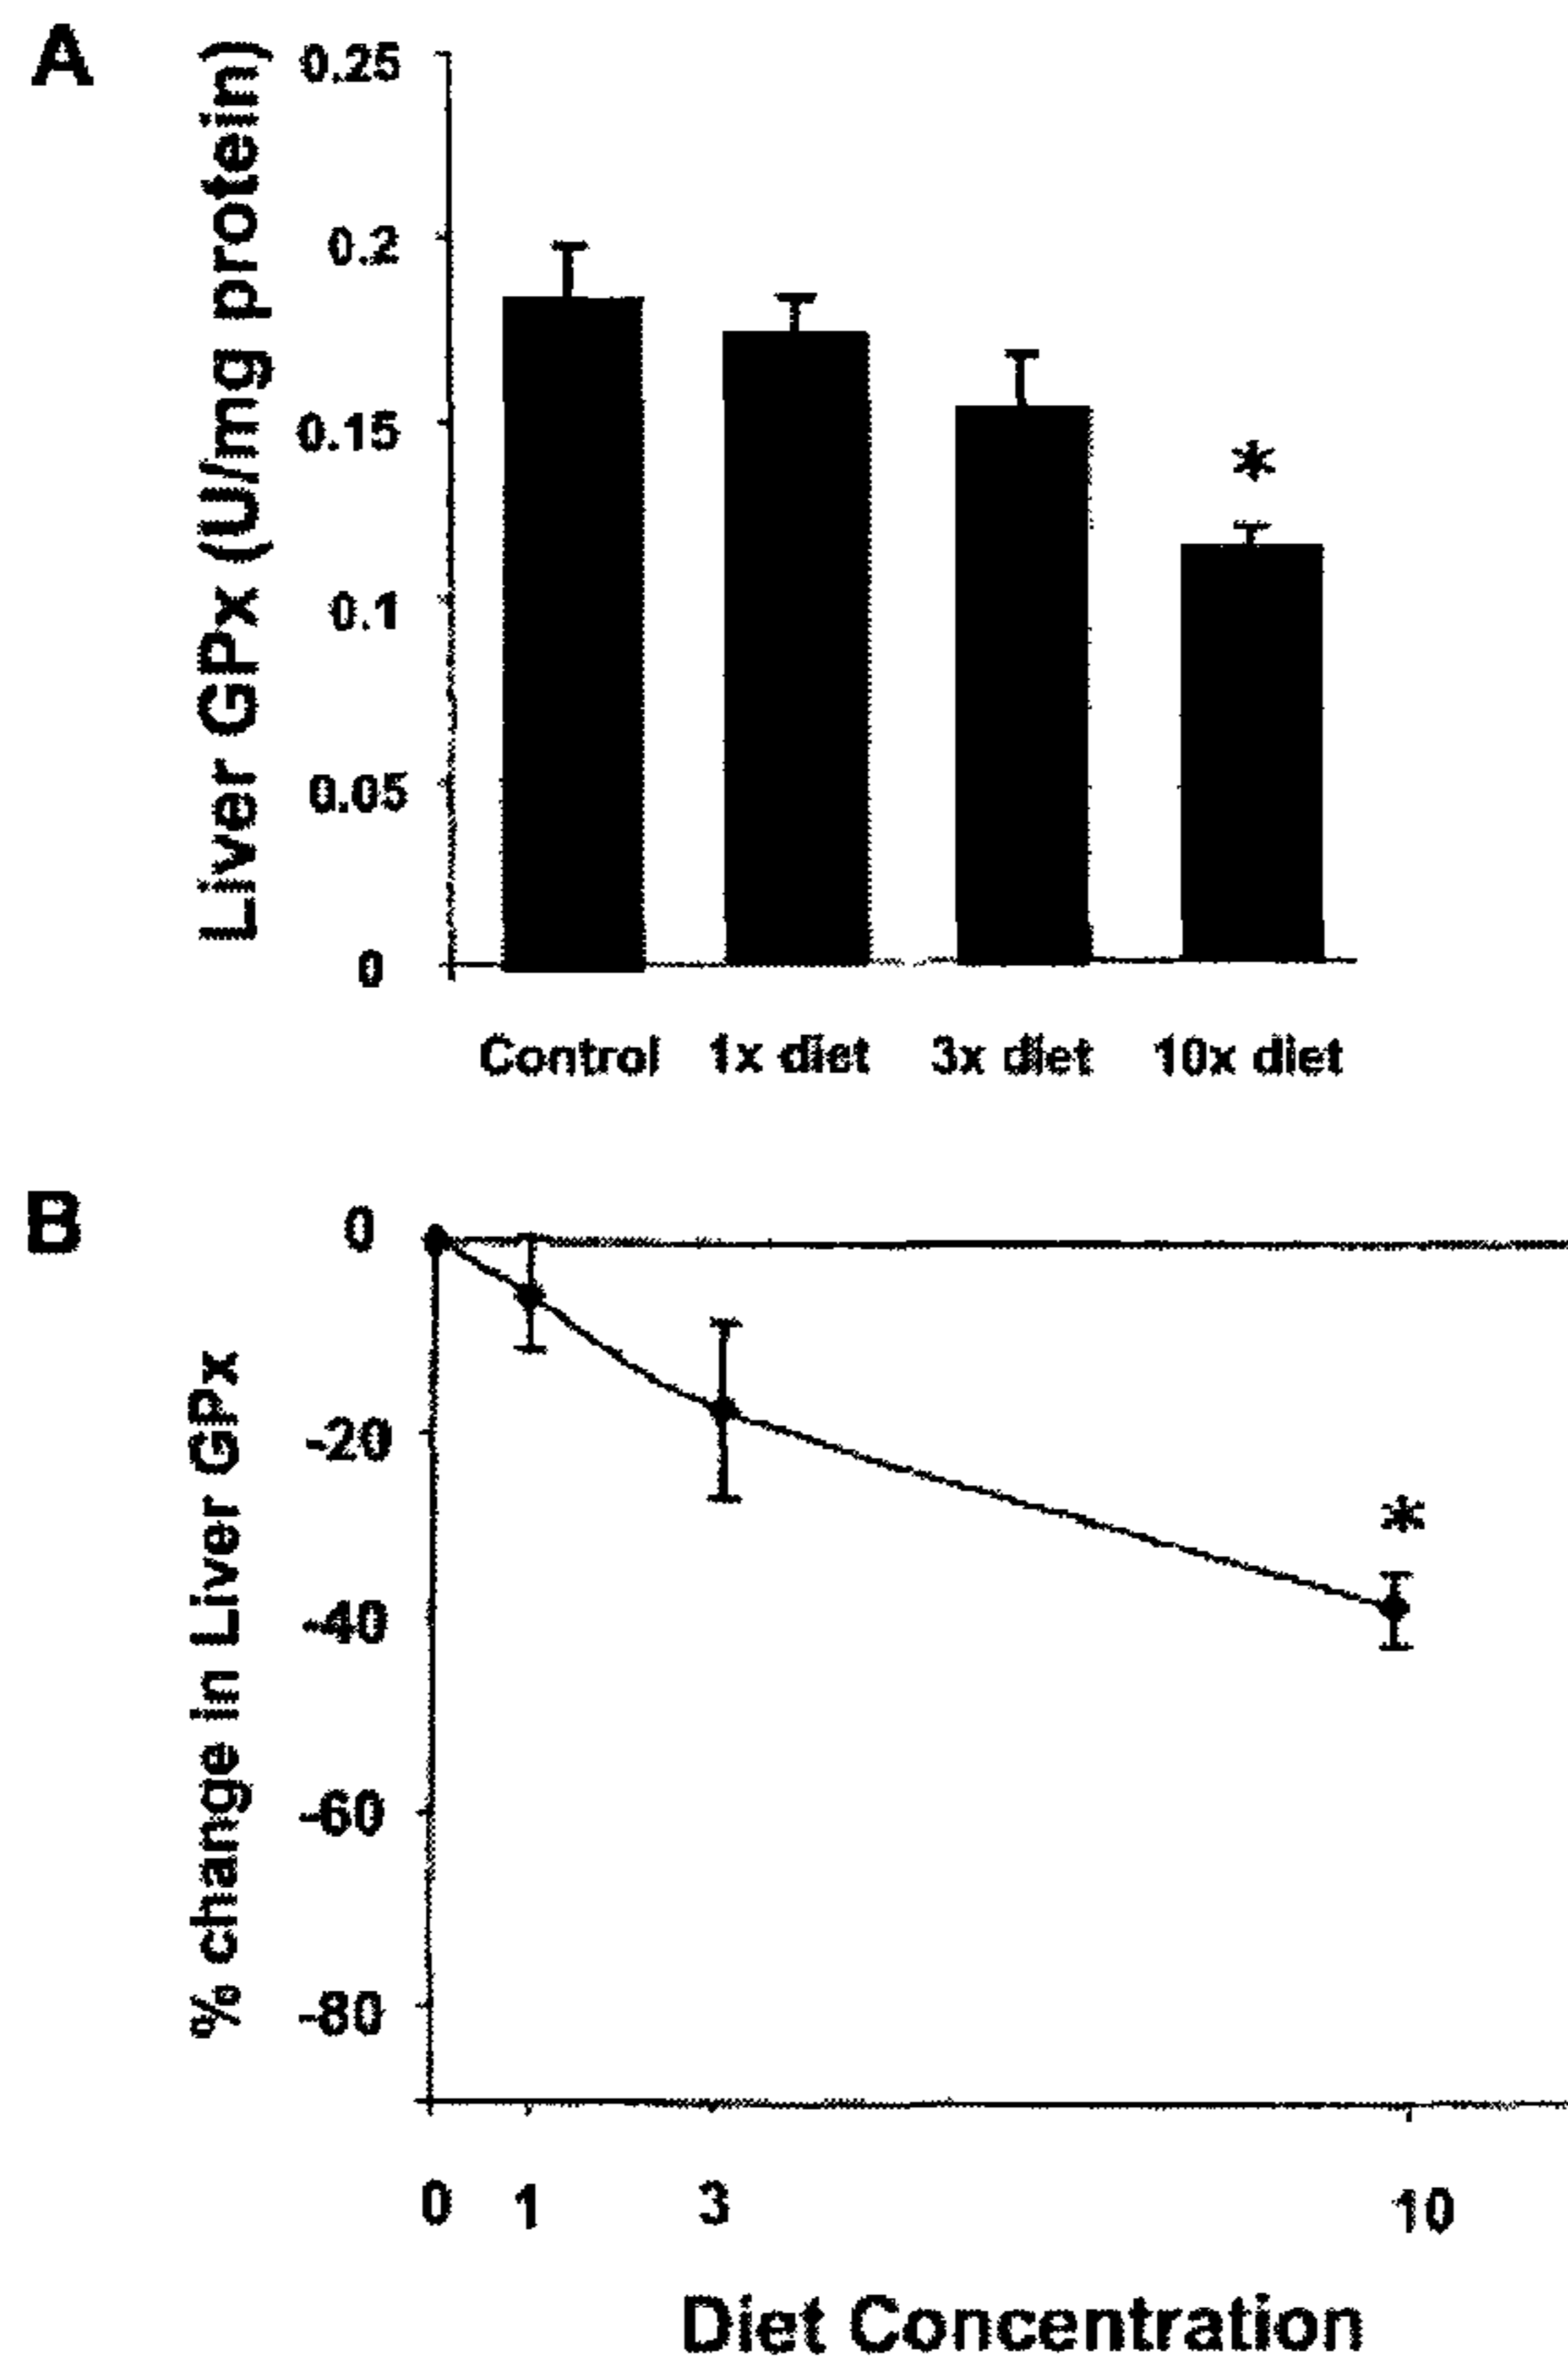 A
Liver GPx (U/mg protein)
0.25
0.2
0.15
*
0.1
0.05
0
Control 1x diet 3x diet 10x diet
B
% change in Liver GPx
0
-20
*
-40
-60
-80
0 1 3 10
Diet Concentration